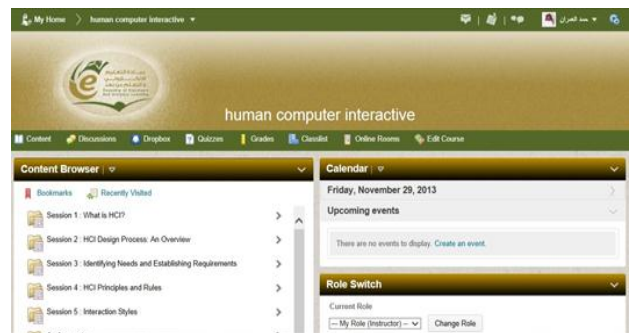 My Home human computer interactive
human computer interactive
Content Discussions Dropbox Quizzes Grades Classlist Online Rooms Edit Course
Content Browser
Bookmarks Recently Visited
Session 1 : What is HCI?
Session 2 : HCI Design Process: An Overview
Session 3 : Identifying Needs and Establishing Requirements
Session 4 : HCI Principles and Rules
Session 5 : Interaction Styles
Calendar
Friday, November 29, 2013
Upcoming events
There are no events to display. Create an event.
Role Switch
Current Role
-- My Role (Instructor) -- Change Role